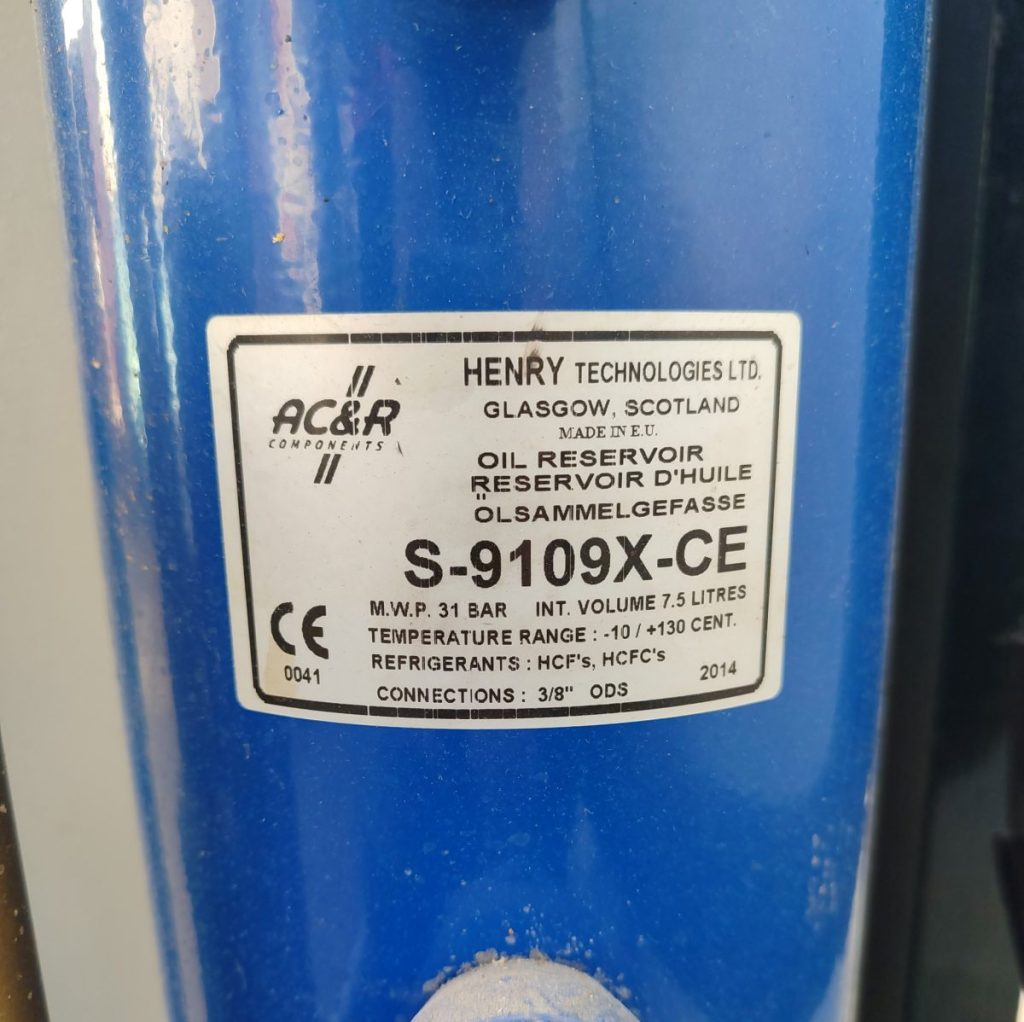 AC&R
COMPONENTS
HENRY TECHNOLOGIES LTD.
GLASGOW, SCOTLAND
MADE IN E.U.
OIL RESERVOIR
RESERVOIR D'HUILE
ÖLSAMMELGEFASSE
S-9109X-CE
M.W.P. 31 BAR INT. VOLUME 7.5 LITRES
TEMPERATURE RANGE : -10 / +130 CENT.
REFRIGERANTS : HCF's, HCFC's
CONNECTIONS : 3/8" ODS
2014
CE
0041